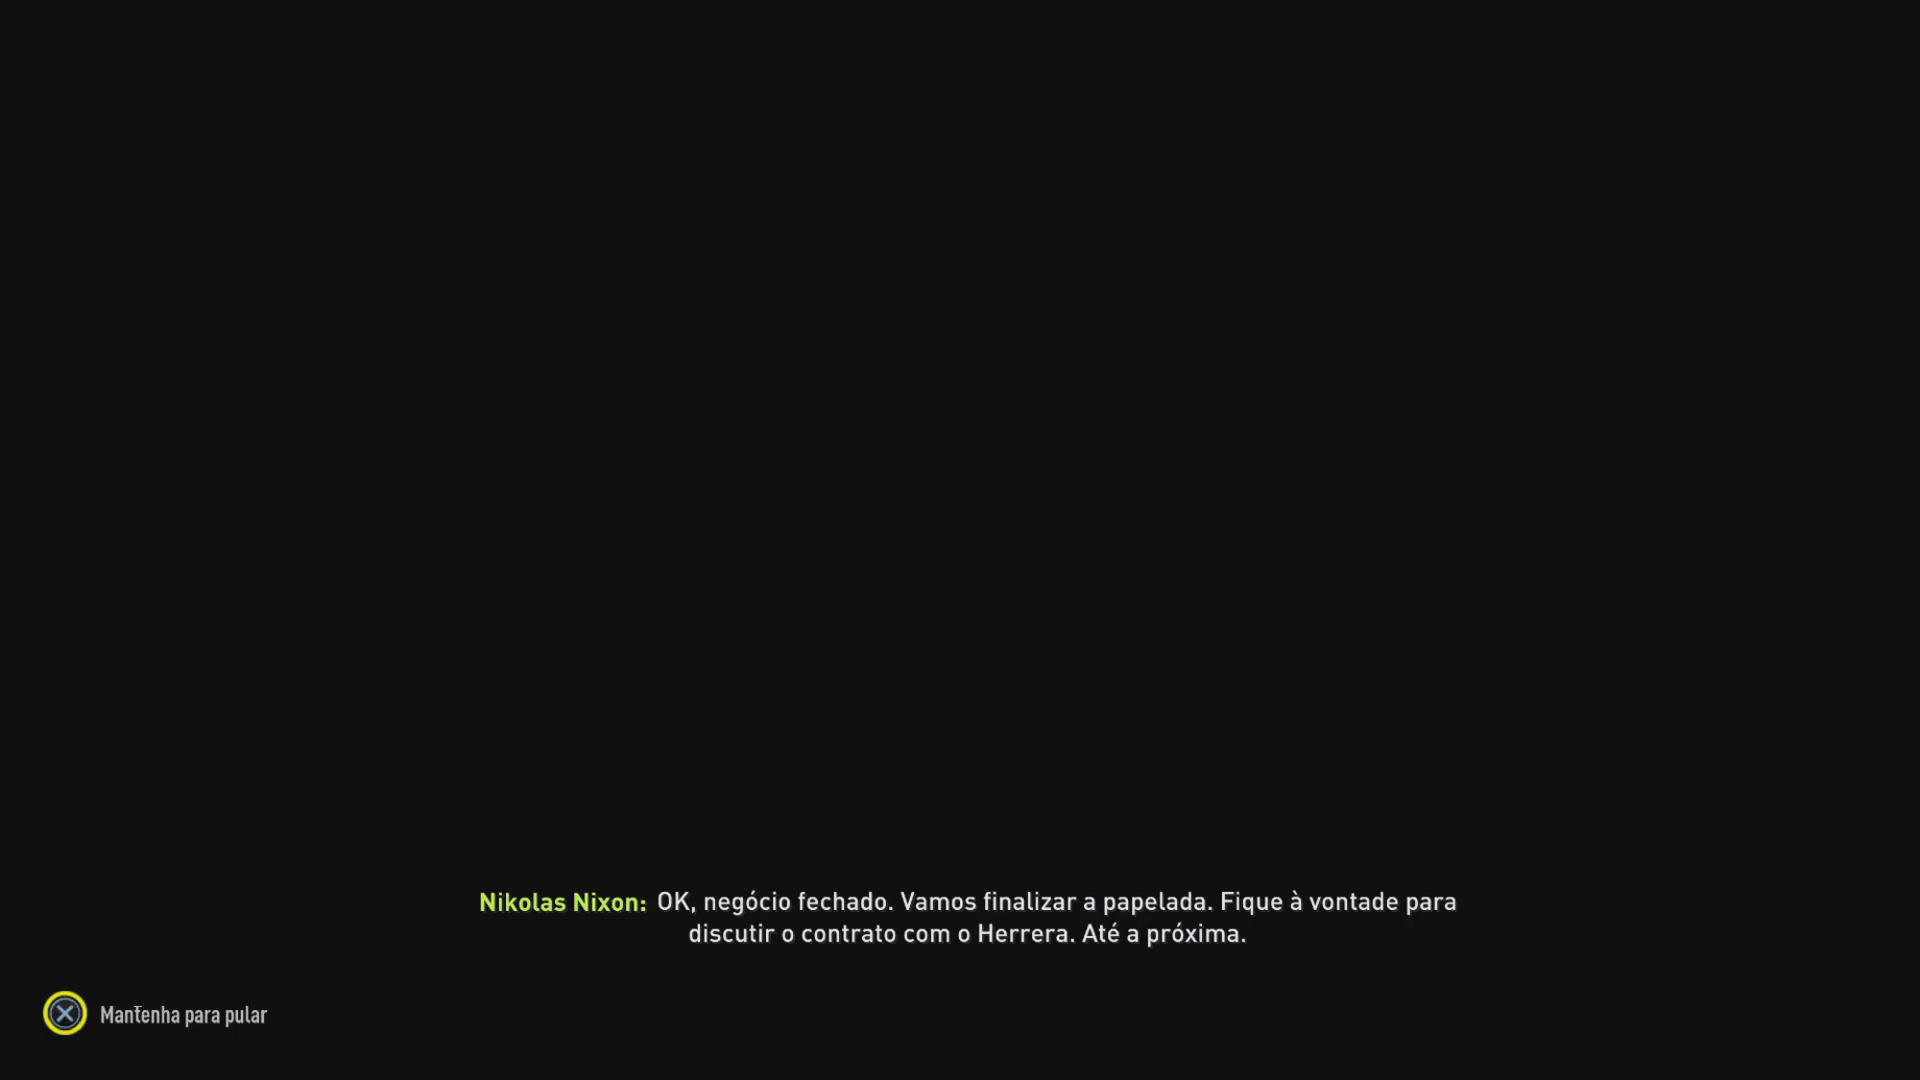 Nikolas Nixon: OK, negócio fechado. Vamos finalizar a papelada. Fique à vontade para
discutir o contrato com o Herrera. Até a próxima.
Mantenha para pular